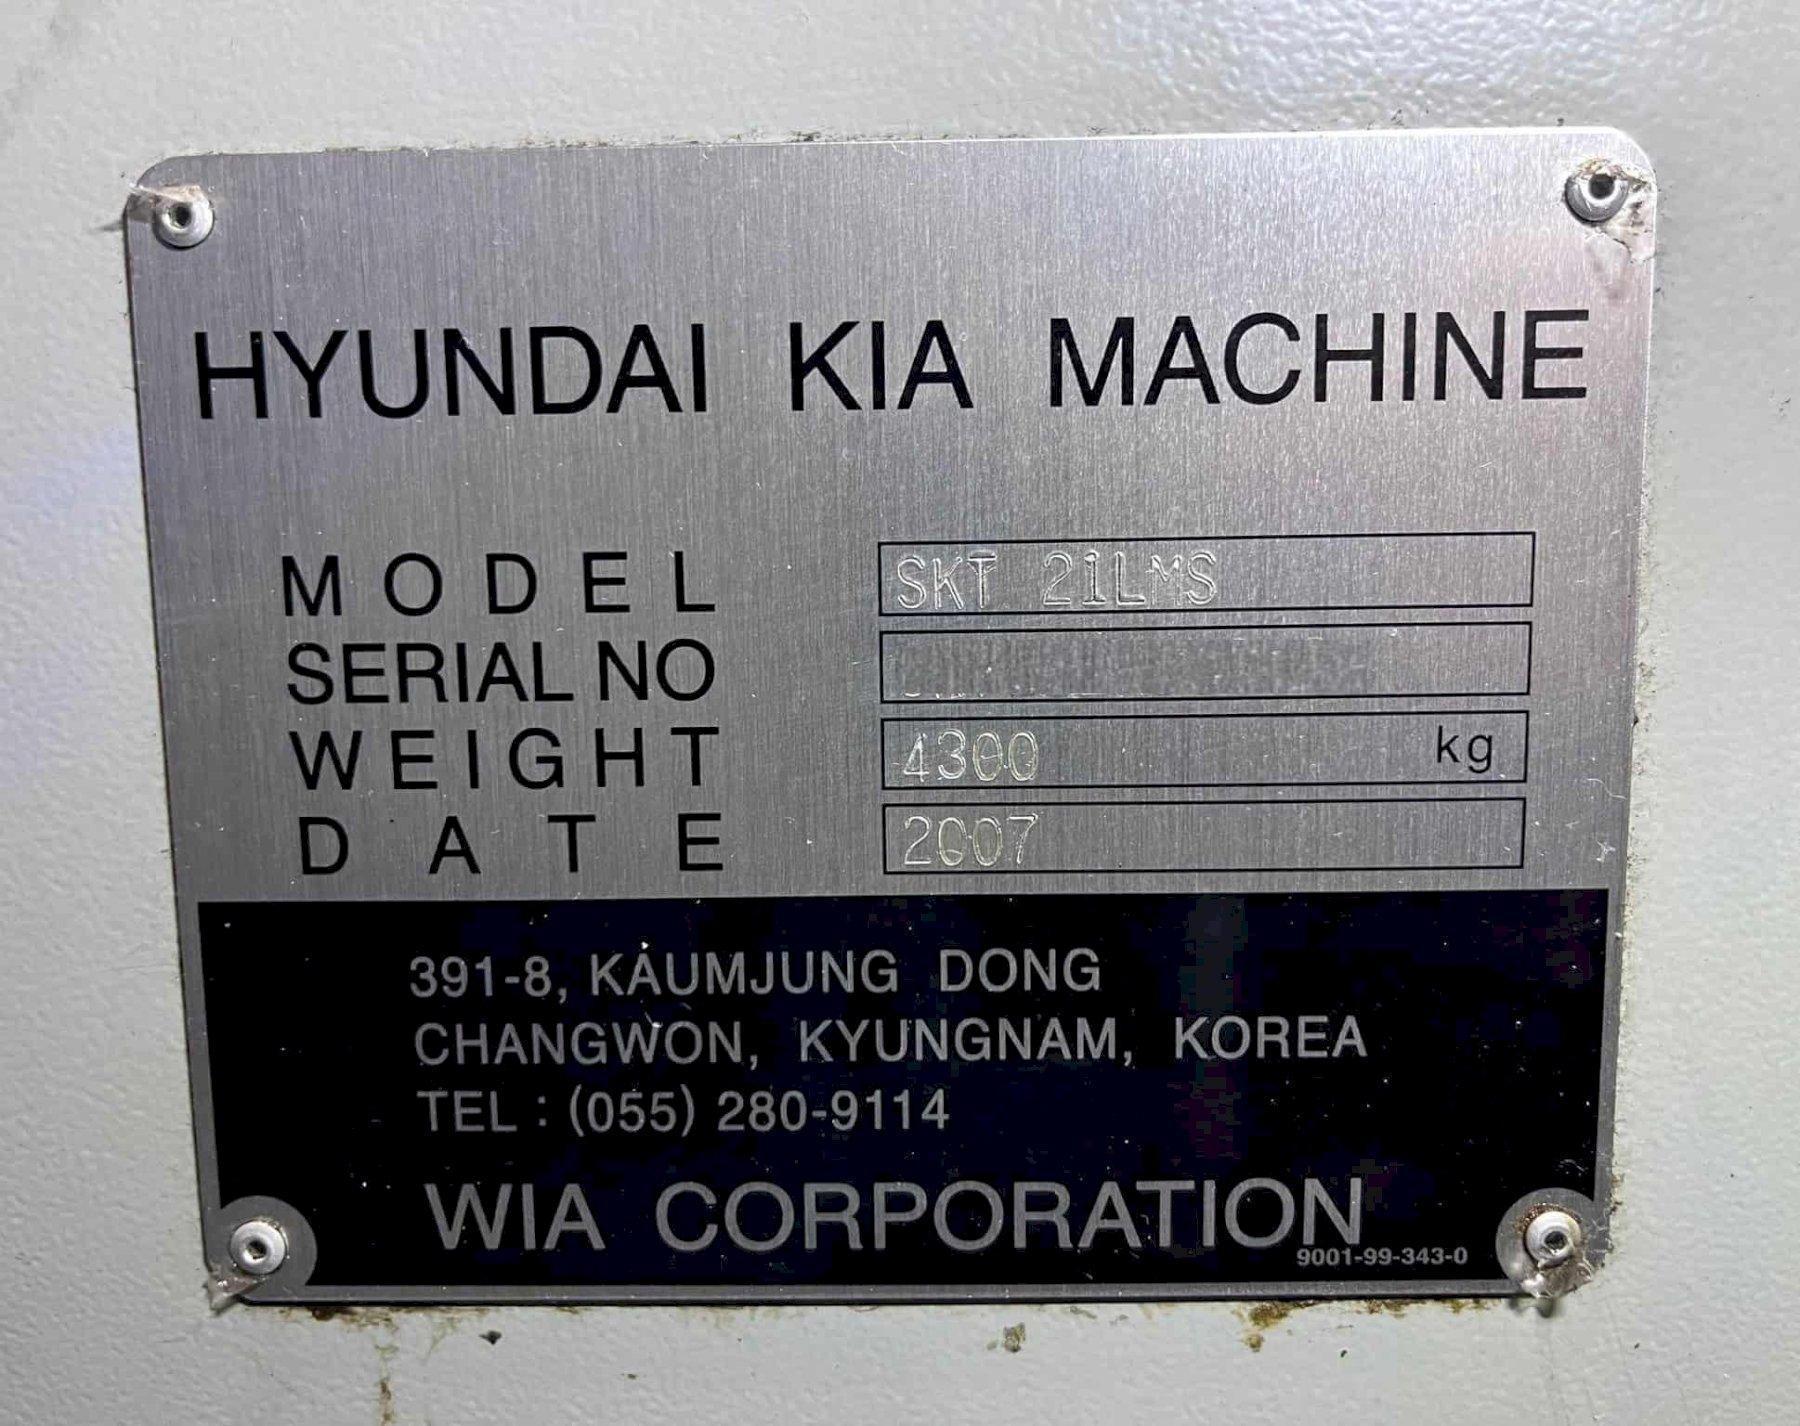 HYUNDAI KIA MACHINE
MODEL SKT 21LMS
SERIAL NO
WEIGHT 4300 kg
DATE 2007
391-8, KAUMJUNG DONG
CHANGWON, KYUNGNAM, KOREA
TEL : (055) 280-9114
WIA CORPORATION
9001-99-343-0